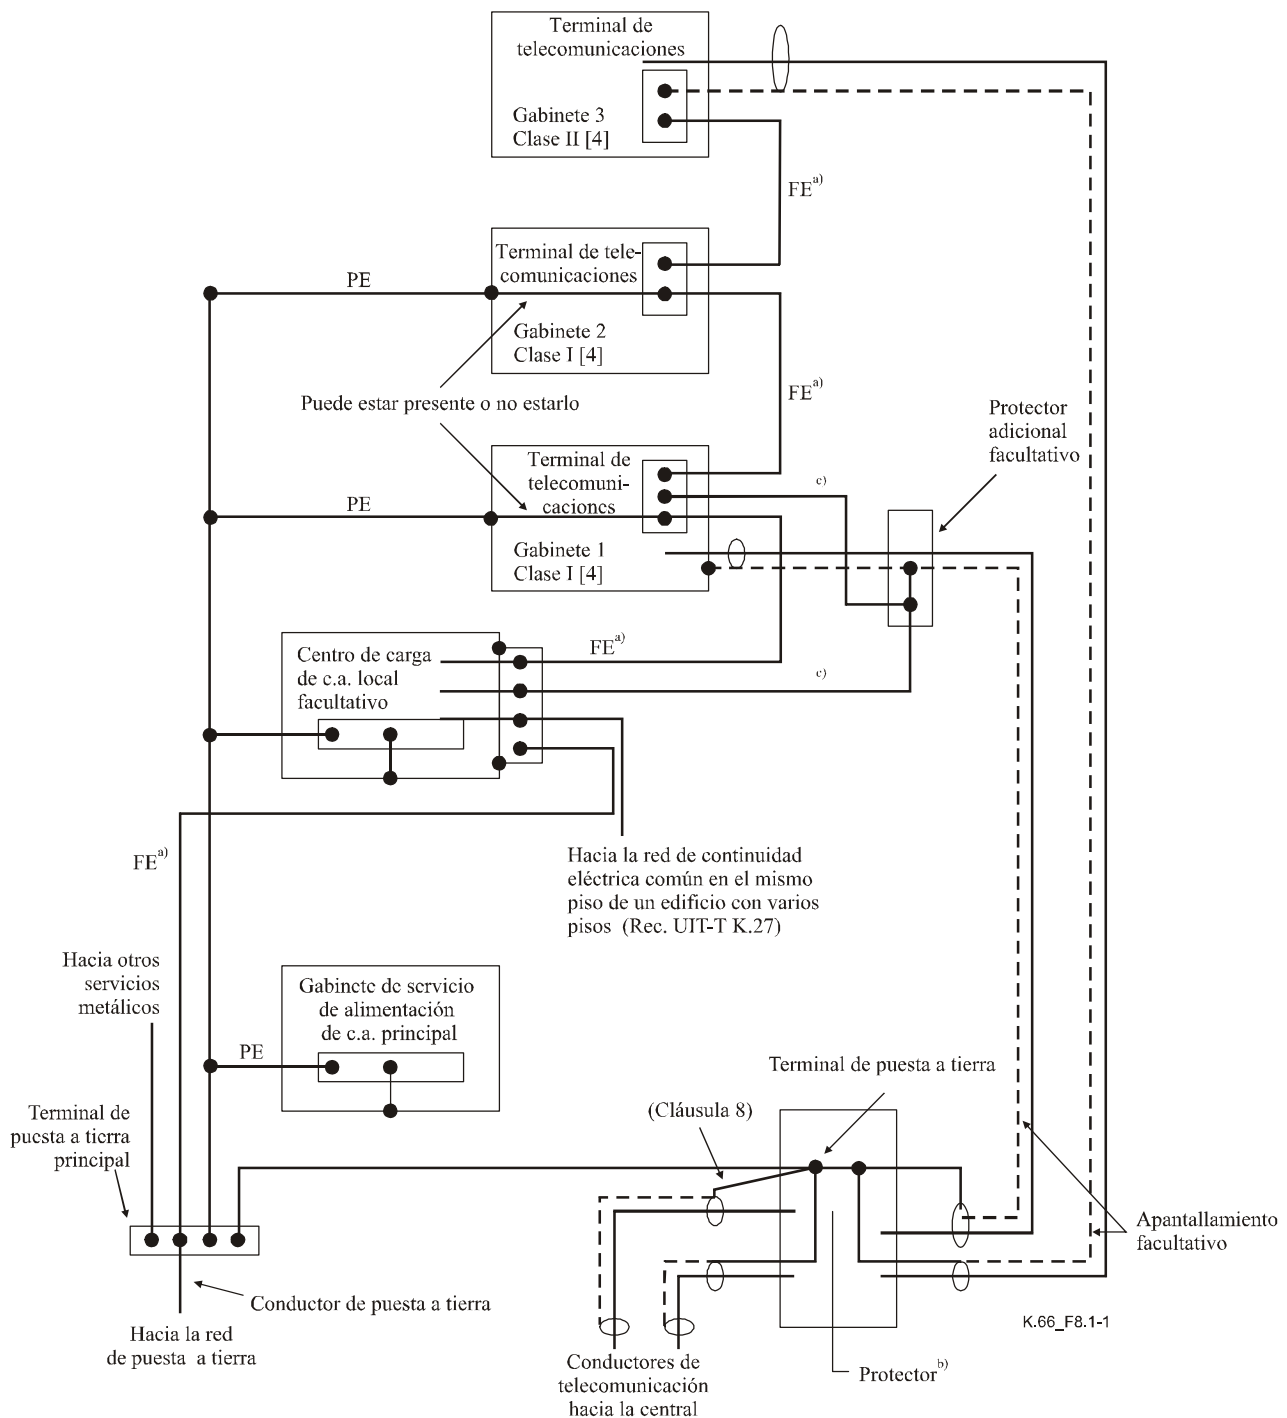 Terminal de
telecomunicaciones
Gabinete 3
Clase II [4]
FE a)
Terminal de tele-
comunicaciones
PE
Gabinete 2
Clase I [4]
FE a)
Puede estar presente o no estarlo
Protector
adicional
facultativo
Terminal de
telecomuni-
caciones
c)
PE
Gabinete 1
Clase I [4]
FE a)
Centro de carga
de c.a. local
facultativo
c)
FE a)
Hacia la red de continuidad
eléctrica común en el mismo
piso de un edificio con varios
pisos (Rec. UIT-T K.27)
Hacia otros
servicios
metálicos
Gabinete de servicio
de alimentación
de c.a. principal
PE
Terminal de puesta a tierra
(Cláusula 8)
Terminal de
puesta a tierra
principal
Apantallamiento
facultativo
Conductor de puesta a tierra
Hacia la red
de puesta a tierra
K.66_F8.1-1
Conductores de
telecomunicación
hacia la central
Protector b)